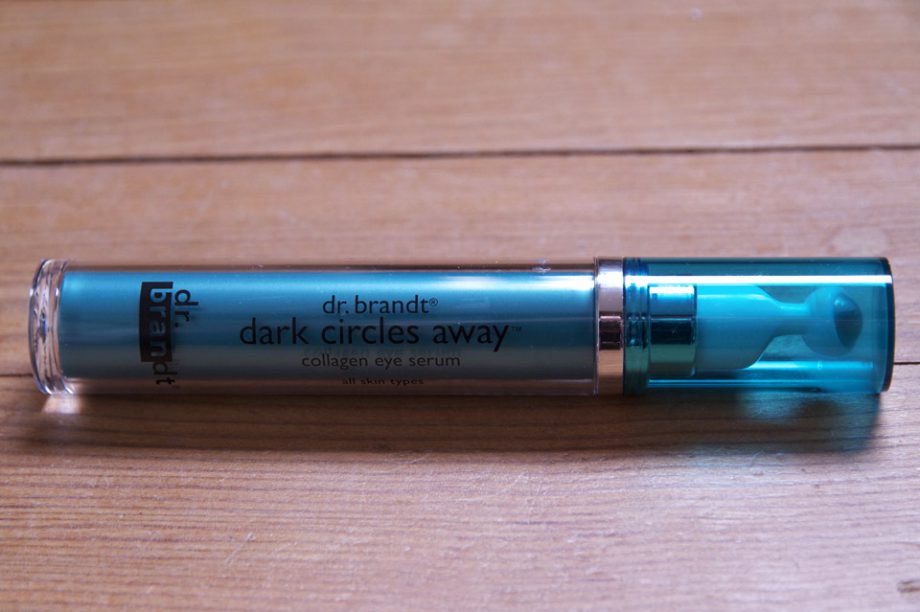 dr. brandt®
dark circles away™
collagen eye serum
all skin types
dr.
brandt